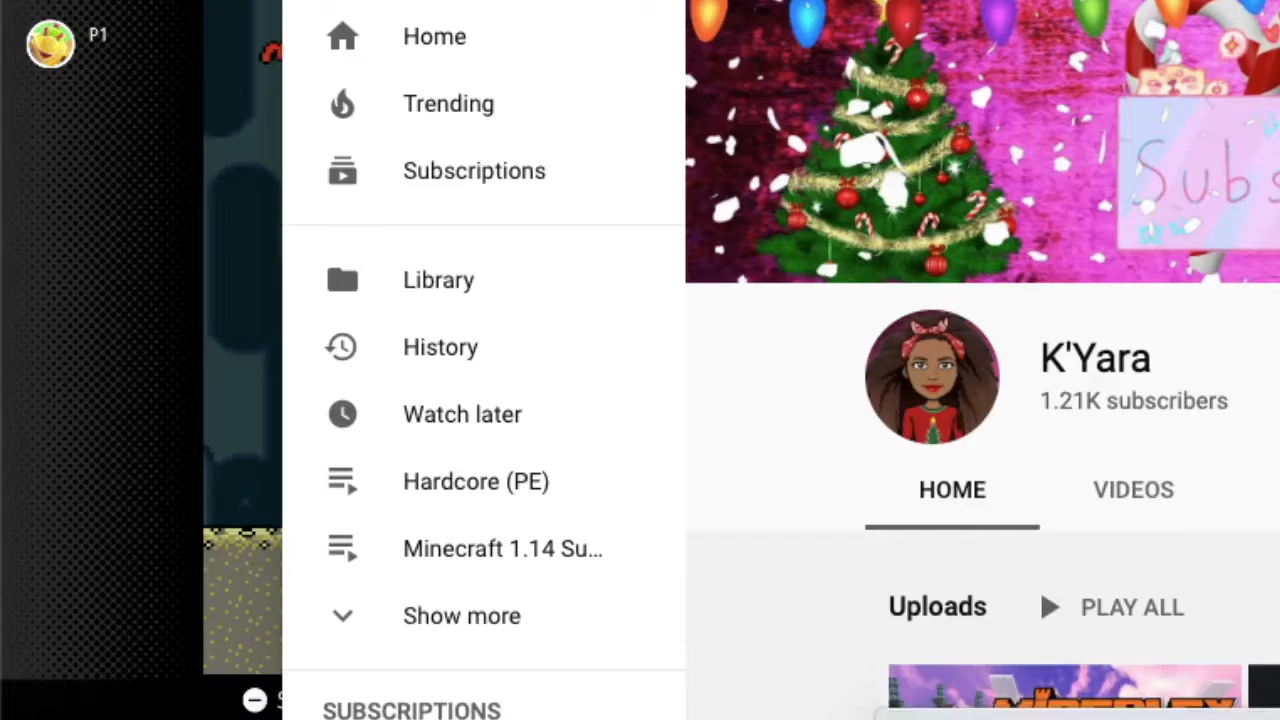 P1
Home
Trending
Subscriptions
Library
History
Watch later
Hardcore (PE)
Minecraft 1.14 Su...
Show more
SUBSCRIPTIONS
Subs
K'Yara
1.21K subscribers
HOME VIDEOS
Uploads PLAY ALL